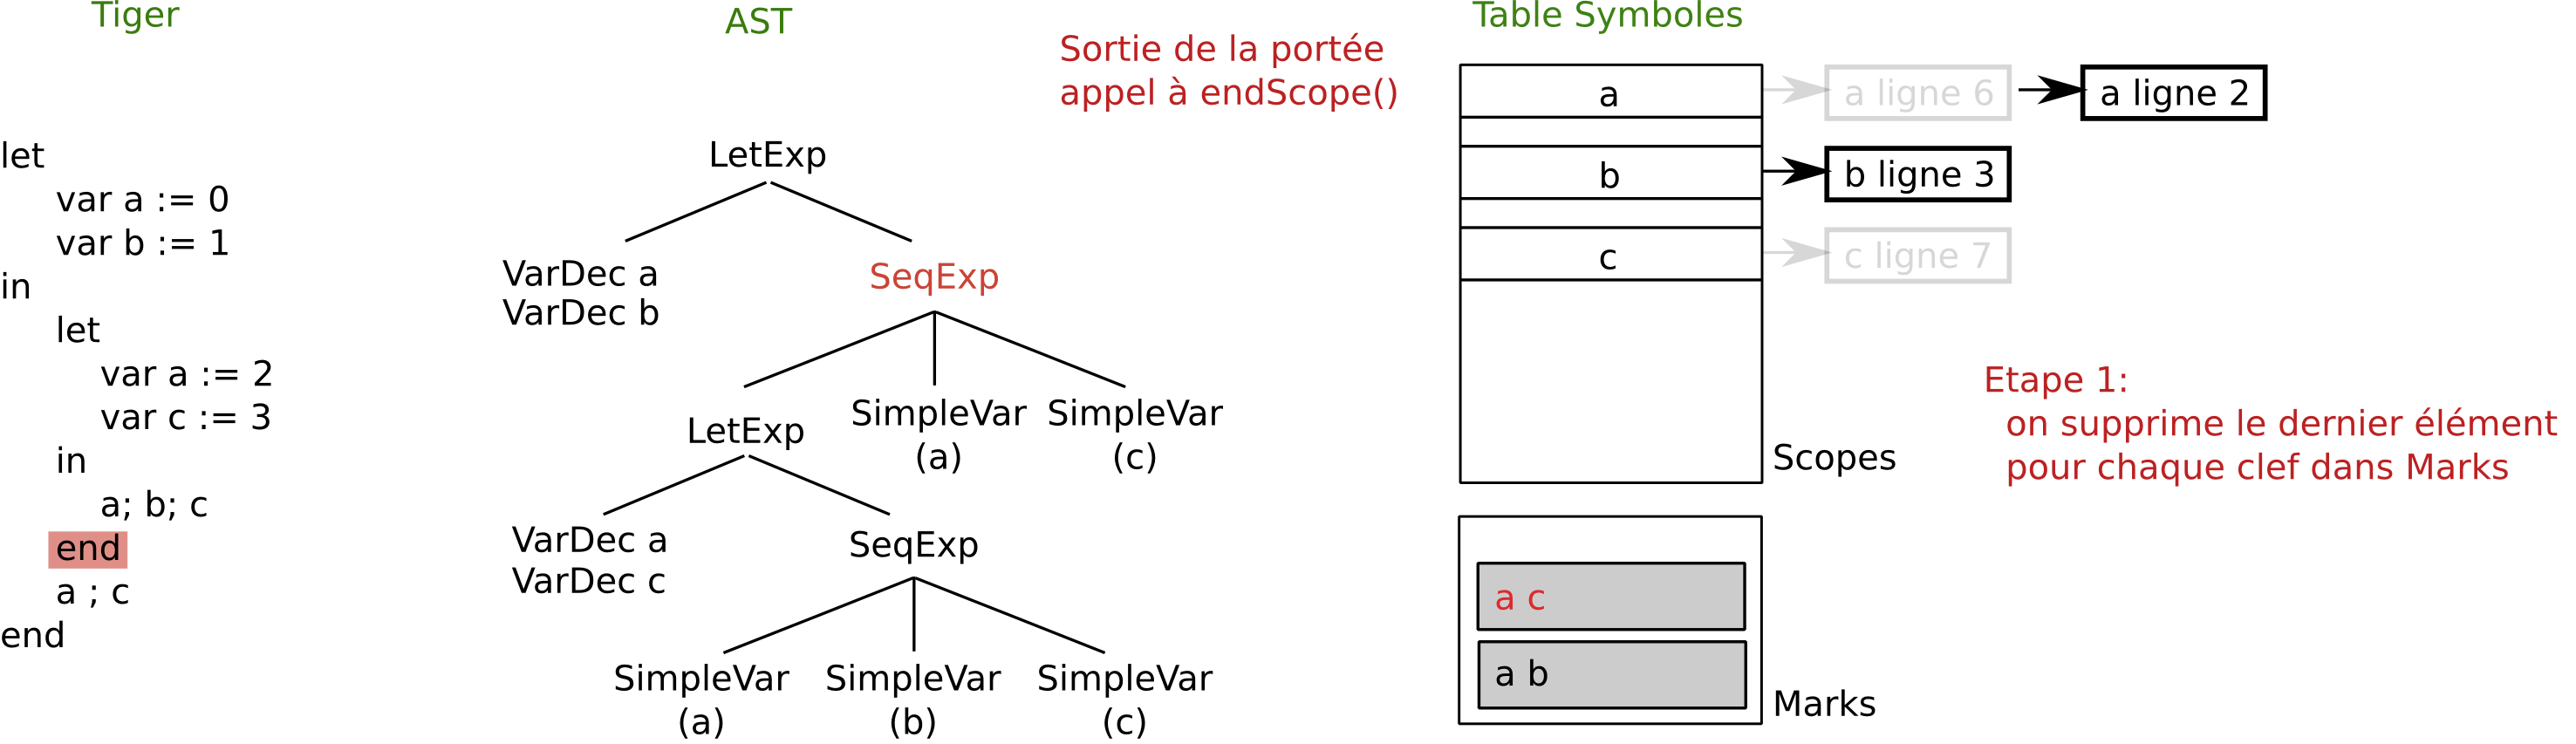 Tiger
let
var a := 0
var b := 1
in
let
var a := 2
var c := 3
in
a; b; c
end
a ; c
end
AST
LetExp
VarDec a
VarDec b
SeqExp
LetExp
SimpleVar
(a)
SimpleVar
(c)
VarDec a
VarDec c
SeqExp
SimpleVar
(a)
SimpleVar
(b)
SimpleVar
(c)
Sortie de la portée
appel à endScope()
Table Symboles
a
a ligne 6
a ligne 2
b
b ligne 3
c
c ligne 7
Scopes
Etape 1:
on supprime le dernier élément
pour chaque clef dans Marks
a c
a b
Marks